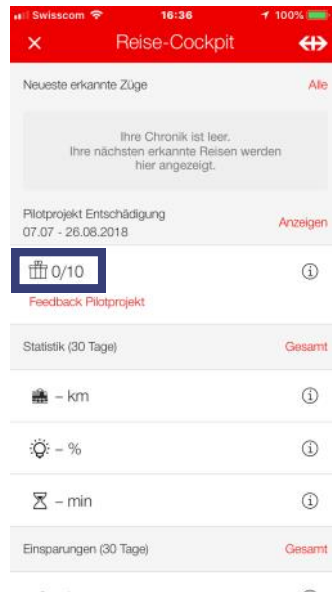 Swisscom 16:36 100%
Reise-Cockpit
Neueste erkannte Züge Alle
Ihre Chronik ist leer.
Ihre nächsten erkannte Reisen werden
hier angezeigt.
Pilotprojekt Entschädigung
07.07 - 26.08.2018 Anzeigen
0/10
Feedback Pilotprojekt
Statistik (30 Tage) Gesamt
– km
– %
– min
Einsparungen (30 Tage) Gesamt